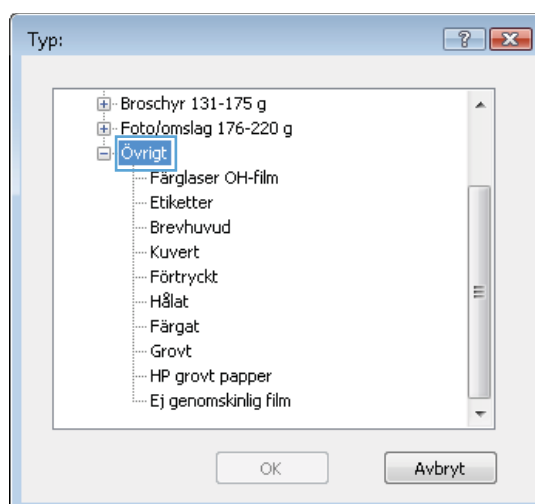 Typ:
Broschyr 131-175 g
Foto/omslag 176-220 g
Övrigt
Färglaser OH-film
Etiketter
Brevhuvud
Kuvert
Förtryckt
Hålat
Färgat
Grovt
HP grovt papper
Ej genomskinlig film
OK
Avbryt